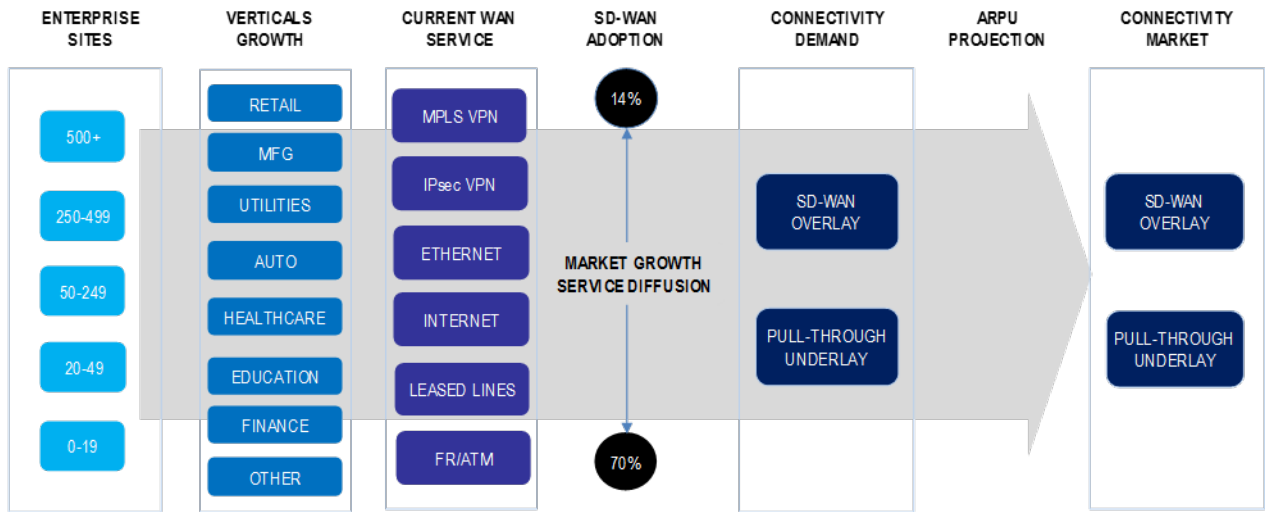 ENTERPRISE
SITES
VERTICALS
GROWTH
CURRENT WAN
SERVICE
SD-WAN
ADOPTION
CONNECTIVITY
DEMAND
ARPU
PROJECTION
CONNECTIVITY
MARKET
500+
250-499
50-249
20-49
0-19
RETAIL
MFG
UTILITIES
AUTO
HEALTHCARE
EDUCATION
FINANCE
OTHER
MPLS VPN
IPsec VPN
ETHERNET
INTERNET
LEASED LINES
FR/ATM
14%
MARKET GROWTH
SERVICE DIFFUSION
70%
SD-WAN
OVERLAY
PULL-THROUGH
UNDERLAY
SD-WAN
OVERLAY
PULL-THROUGH
UNDERLAY